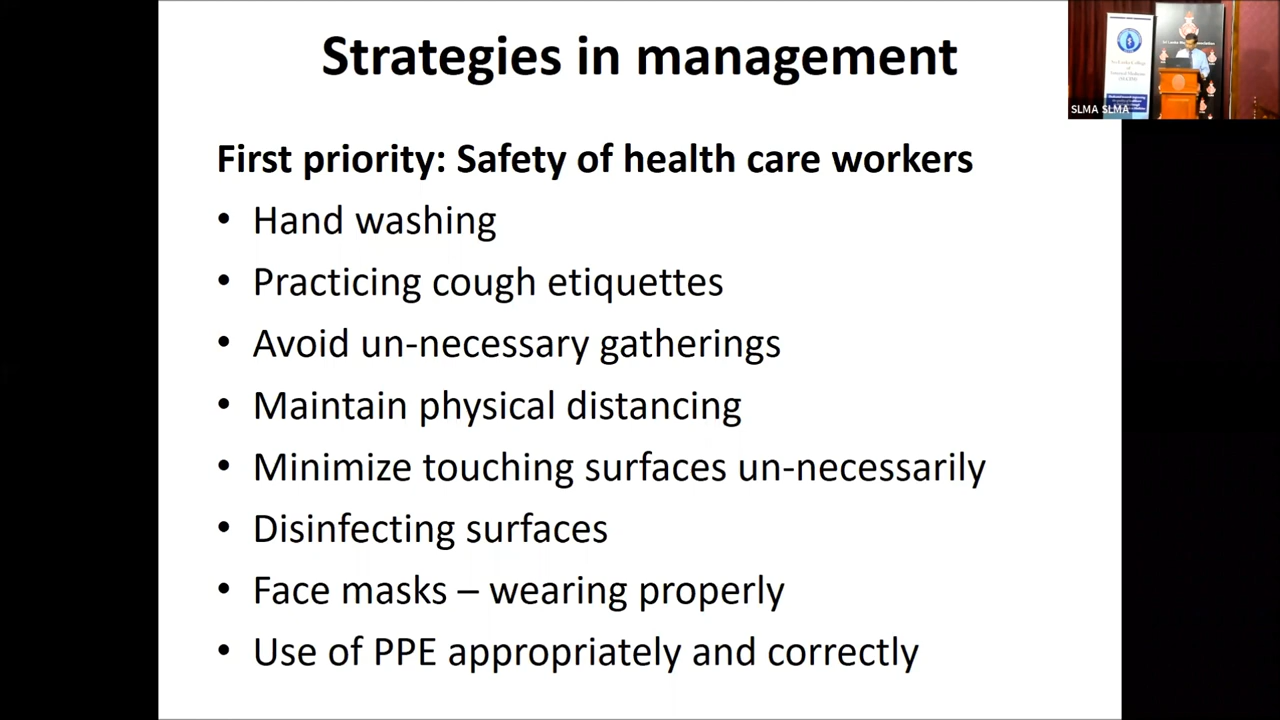 Strategies in management
SLMA SLMA
First priority: Safety of health care workers
• Hand washing
• Practicing cough etiquettes
• Avoid un-necessary gatherings
• Maintain physical distancing
• Minimize touching surfaces un-necessarily
• Disinfecting surfaces
• Face masks – wearing properly
• Use of PPE appropriately and correctly